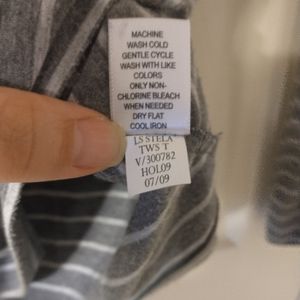 MACHINE
WASH COLD
GENTLE CYCLE
WASH WITH LIKE
COLORS
ONLY NON-
CHLORINE BLEACH
WHEN NEEDED
DRY FLAT
COOL IRON
LS STELA
TWS T
V/300782
HOL09
07/09